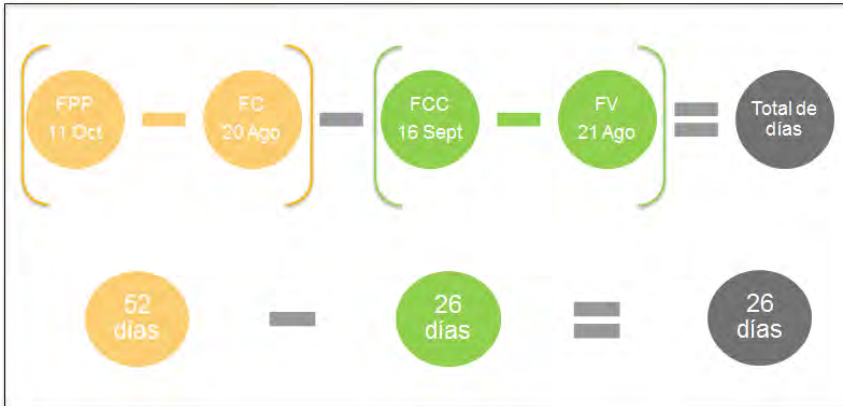 FPP
11 Oct
FC
20 Ago
FCC
16 Sept
FV
21 Ago
Total de
días
52
días
26
días
26
días